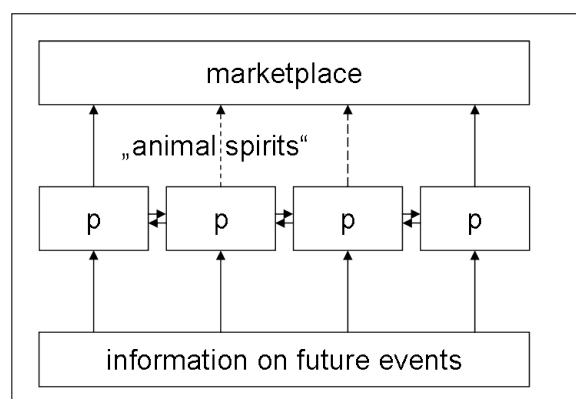 marketplace
„animal spirits“
p p p p
information on future events